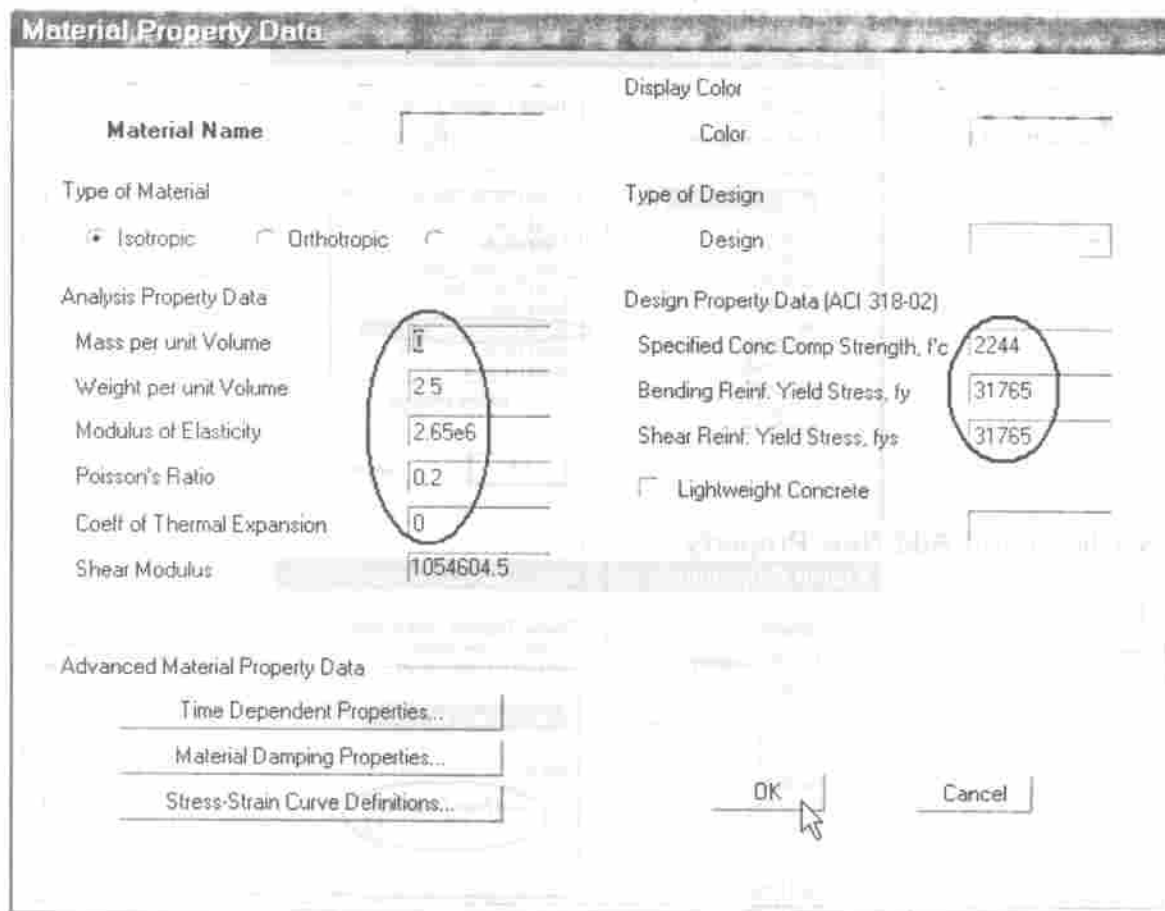 Material Property Data
Material Name
Display Color
Color
Type of Material
Isotropic
Orthotropic
Type of Design
Design
Analysis Property Data
Mass per unit Volume
Weight per unit Volume 2.5
Modulus of Elasticity 2.65e6
Poisson's Ratio 0.2
Coeff of Thermal Expansion 0
Shear Modulus 1054604.5
Design Property Data (ACI 318-02)
Specified Conc Comp Strength, f'c 2244
Bending Reinf. Yield Stress, fy 31765
Shear Reinf. Yield Stress, fys 31765
Lightweight Concrete
Advanced Material Property Data
Time Dependent Properties...
Material Damping Properties...
Stress-Strain Curve Definitions...
OK
Cancel